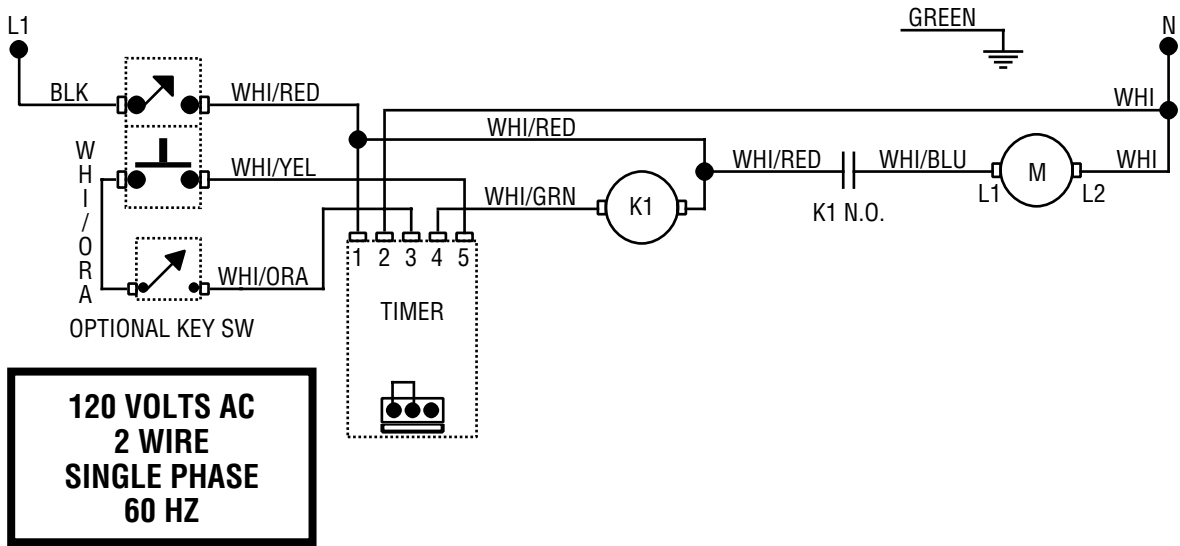 L1
GREEN
N
BLK
WHI/RED
WHI
WHI/RED
WHI/ORA
WHI/YEL
WHI/RED
WHI/BLU
WHI
WHI/GRN
K1
M
L1
L2
K1 N.O.
1 2 3 4 5
WHI/ORA
TIMER
OPTIONAL KEY SW
120 VOLTS AC
2 WIRE
SINGLE PHASE
60 HZ